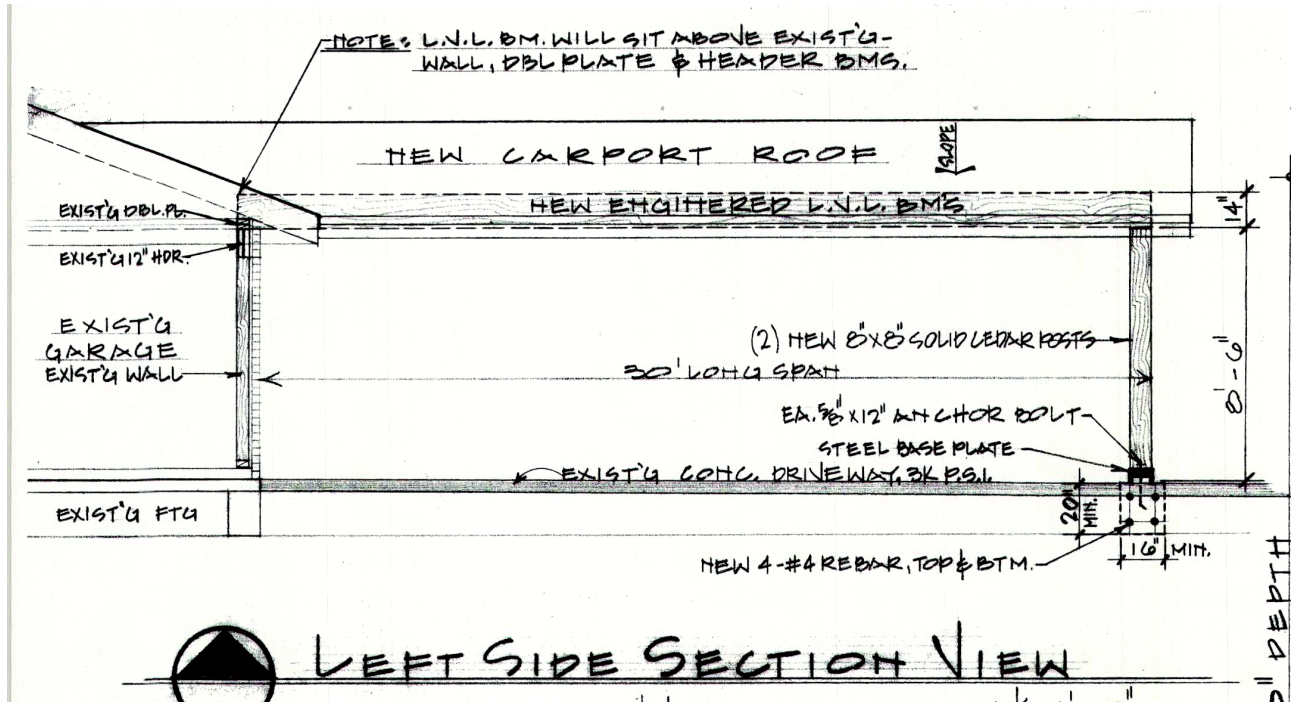 NOTE: L.V.L. BM. WILL SIT ABOVE EXIST'G
WALL, DBL PLATE & HEADER BMS.
NEW CARPORT ROOF
SLOPE
EXIST'G DBL. PL.
NEW ENGINERED L.V.L. BM'S
14"
EXIST'G 12" HDR.
EXIST'G
GARAGE
EXIST'G WALL
(2) NEW 8"X8" SOLID CEDAR POSTS
30' LONG SPAN
8'-6"
EA. 5/8" X 12" ANCHOR BOLT
STEEL BASE PLATE
EXIST'G CONC. DRIVEWAY, 3K P.S.I.
EXIST'G FTG
20"
MIN.
16" MIN.
NEW 4-#4 REBAR, TOP & BTM.
LEFT SIDE SECTION VIEW
DEPTH